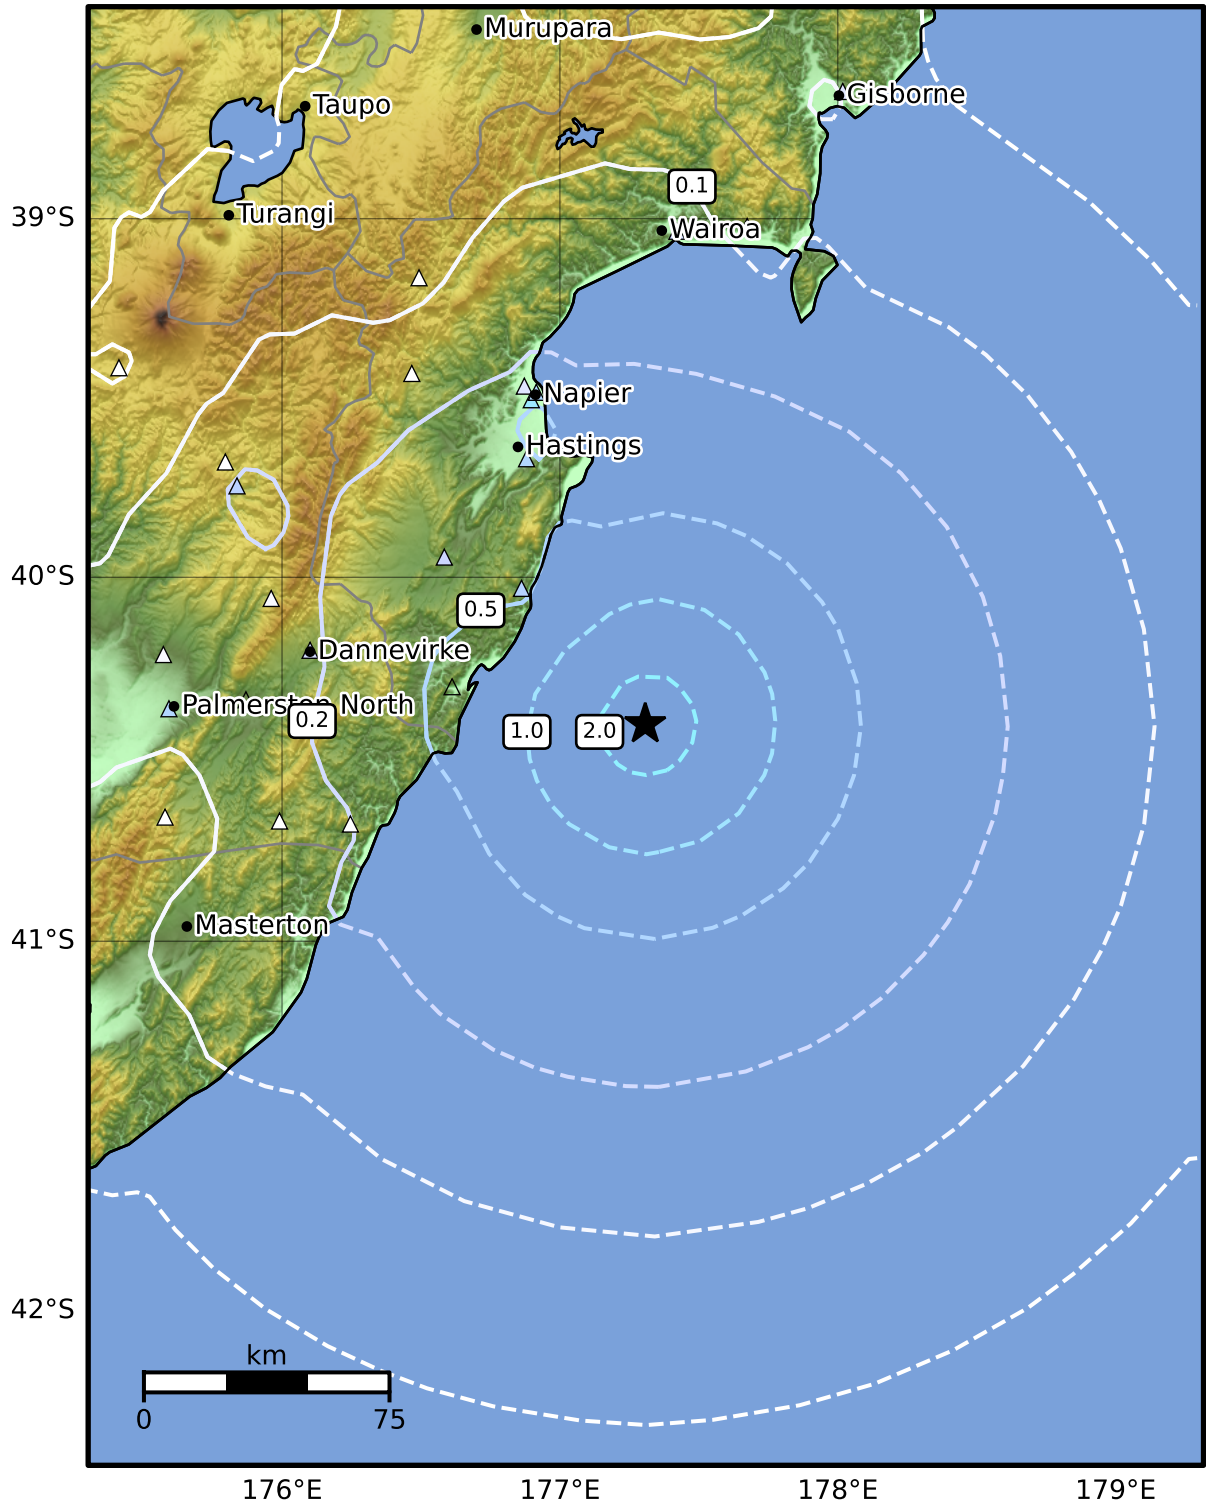 Murupara
Taupo
Gisborne
0.1
39°S
Turangi
Wairoa
Napier
Hastings
40°S
0.5
Dannevirke
Palmerston North
0.2
1.0
2.0
Masterton
41°S
42°S
km
0
75
176°E
177°E
178°E
179°E